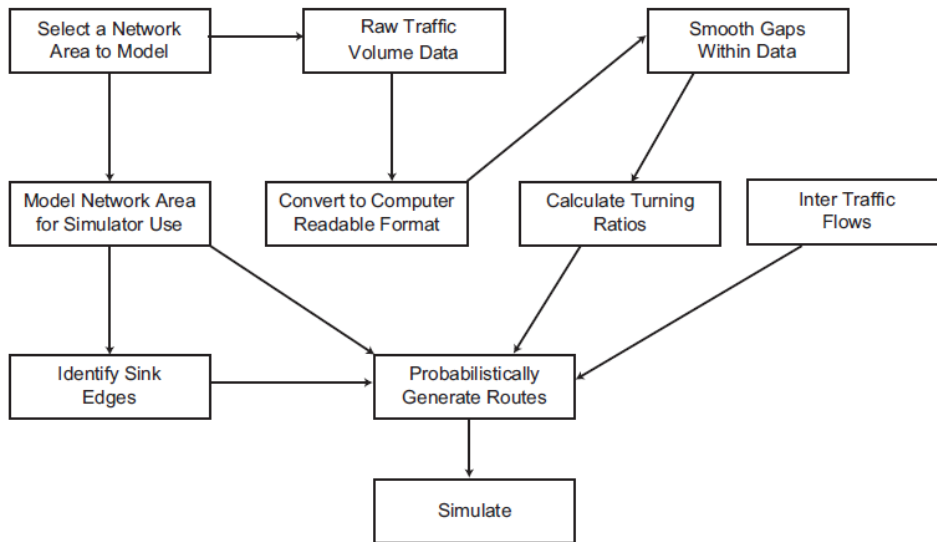 Select a Network
Area to Model
Raw Traffic
Volume Data
Smooth Gaps
Within Data
Model Network Area
for Simulator Use
Convert to Computer
Readable Format
Calculate Turning
Ratios
Inter Traffic
Flows
Identify Sink
Edges
Probabilistically
Generate Routes
Simulate